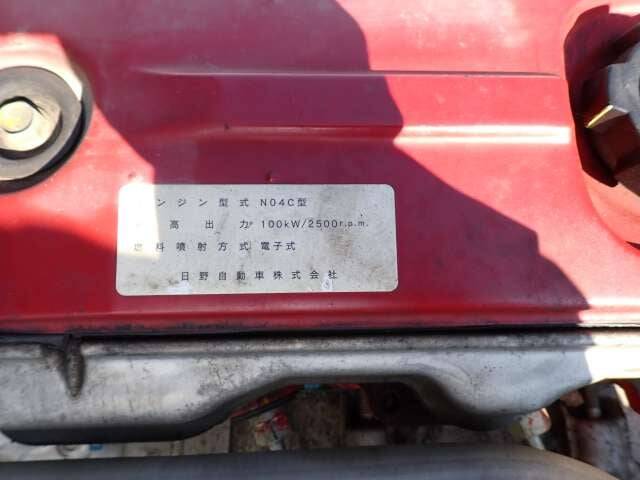 ンジン型式 N04C型
高出力 100kW/2500r.p.m.
燃料噴射方式 電子式
日野自動車株式会社